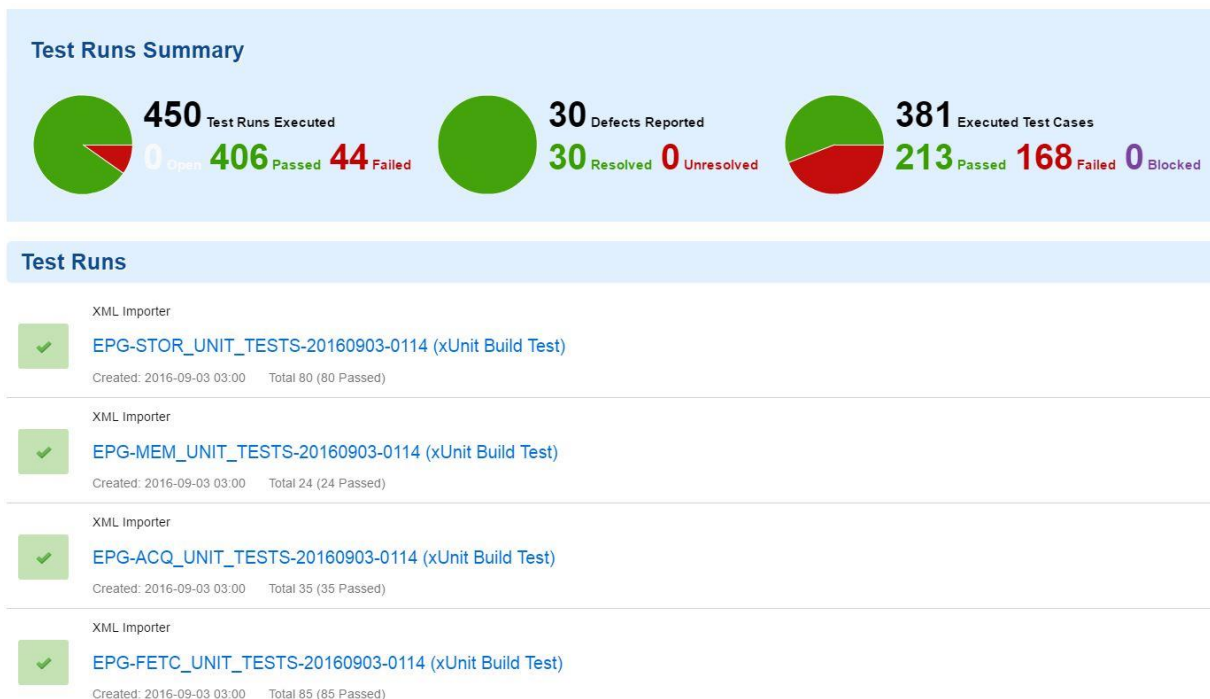 Test Runs Summary
450 Test Runs Executed
0 Open 406 Passed 44 Failed
30 Defects Reported
30 Resolved 0 Unresolved
381 Executed Test Cases
213 Passed 168 Failed 0 Blocked
Test Runs
XML Importer
EPG-STOR_UNIT_TESTS-20160903-0114 (xUnit Build Test)
Created: 2016-09-03 03:00 Total 80 (80 Passed)
XML Importer
EPG-MEM_UNIT_TESTS-20160903-0114 (xUnit Build Test)
Created: 2016-09-03 03:00 Total 24 (24 Passed)
XML Importer
EPG-ACQ_UNIT_TESTS-20160903-0114 (xUnit Build Test)
Created: 2016-09-03 03:00 Total 35 (35 Passed)
XML Importer
EPG-FETC_UNIT_TESTS-20160903-0114 (xUnit Build Test)
Created: 2016-09-03 03:00 Total 85 (85 Passed)